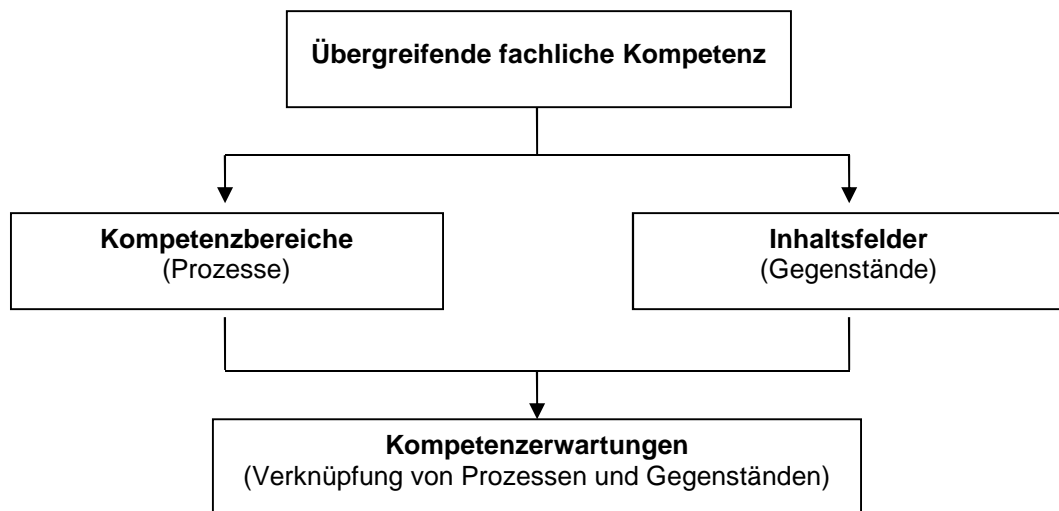 Übergreifende fachliche Kompetenz
Kompetenzbereiche
(Prozesse)
Inhaltsfelder
(Gegenstände)
Kompetenzerwartungen
(Verknüpfung von Prozessen und Gegenständen)